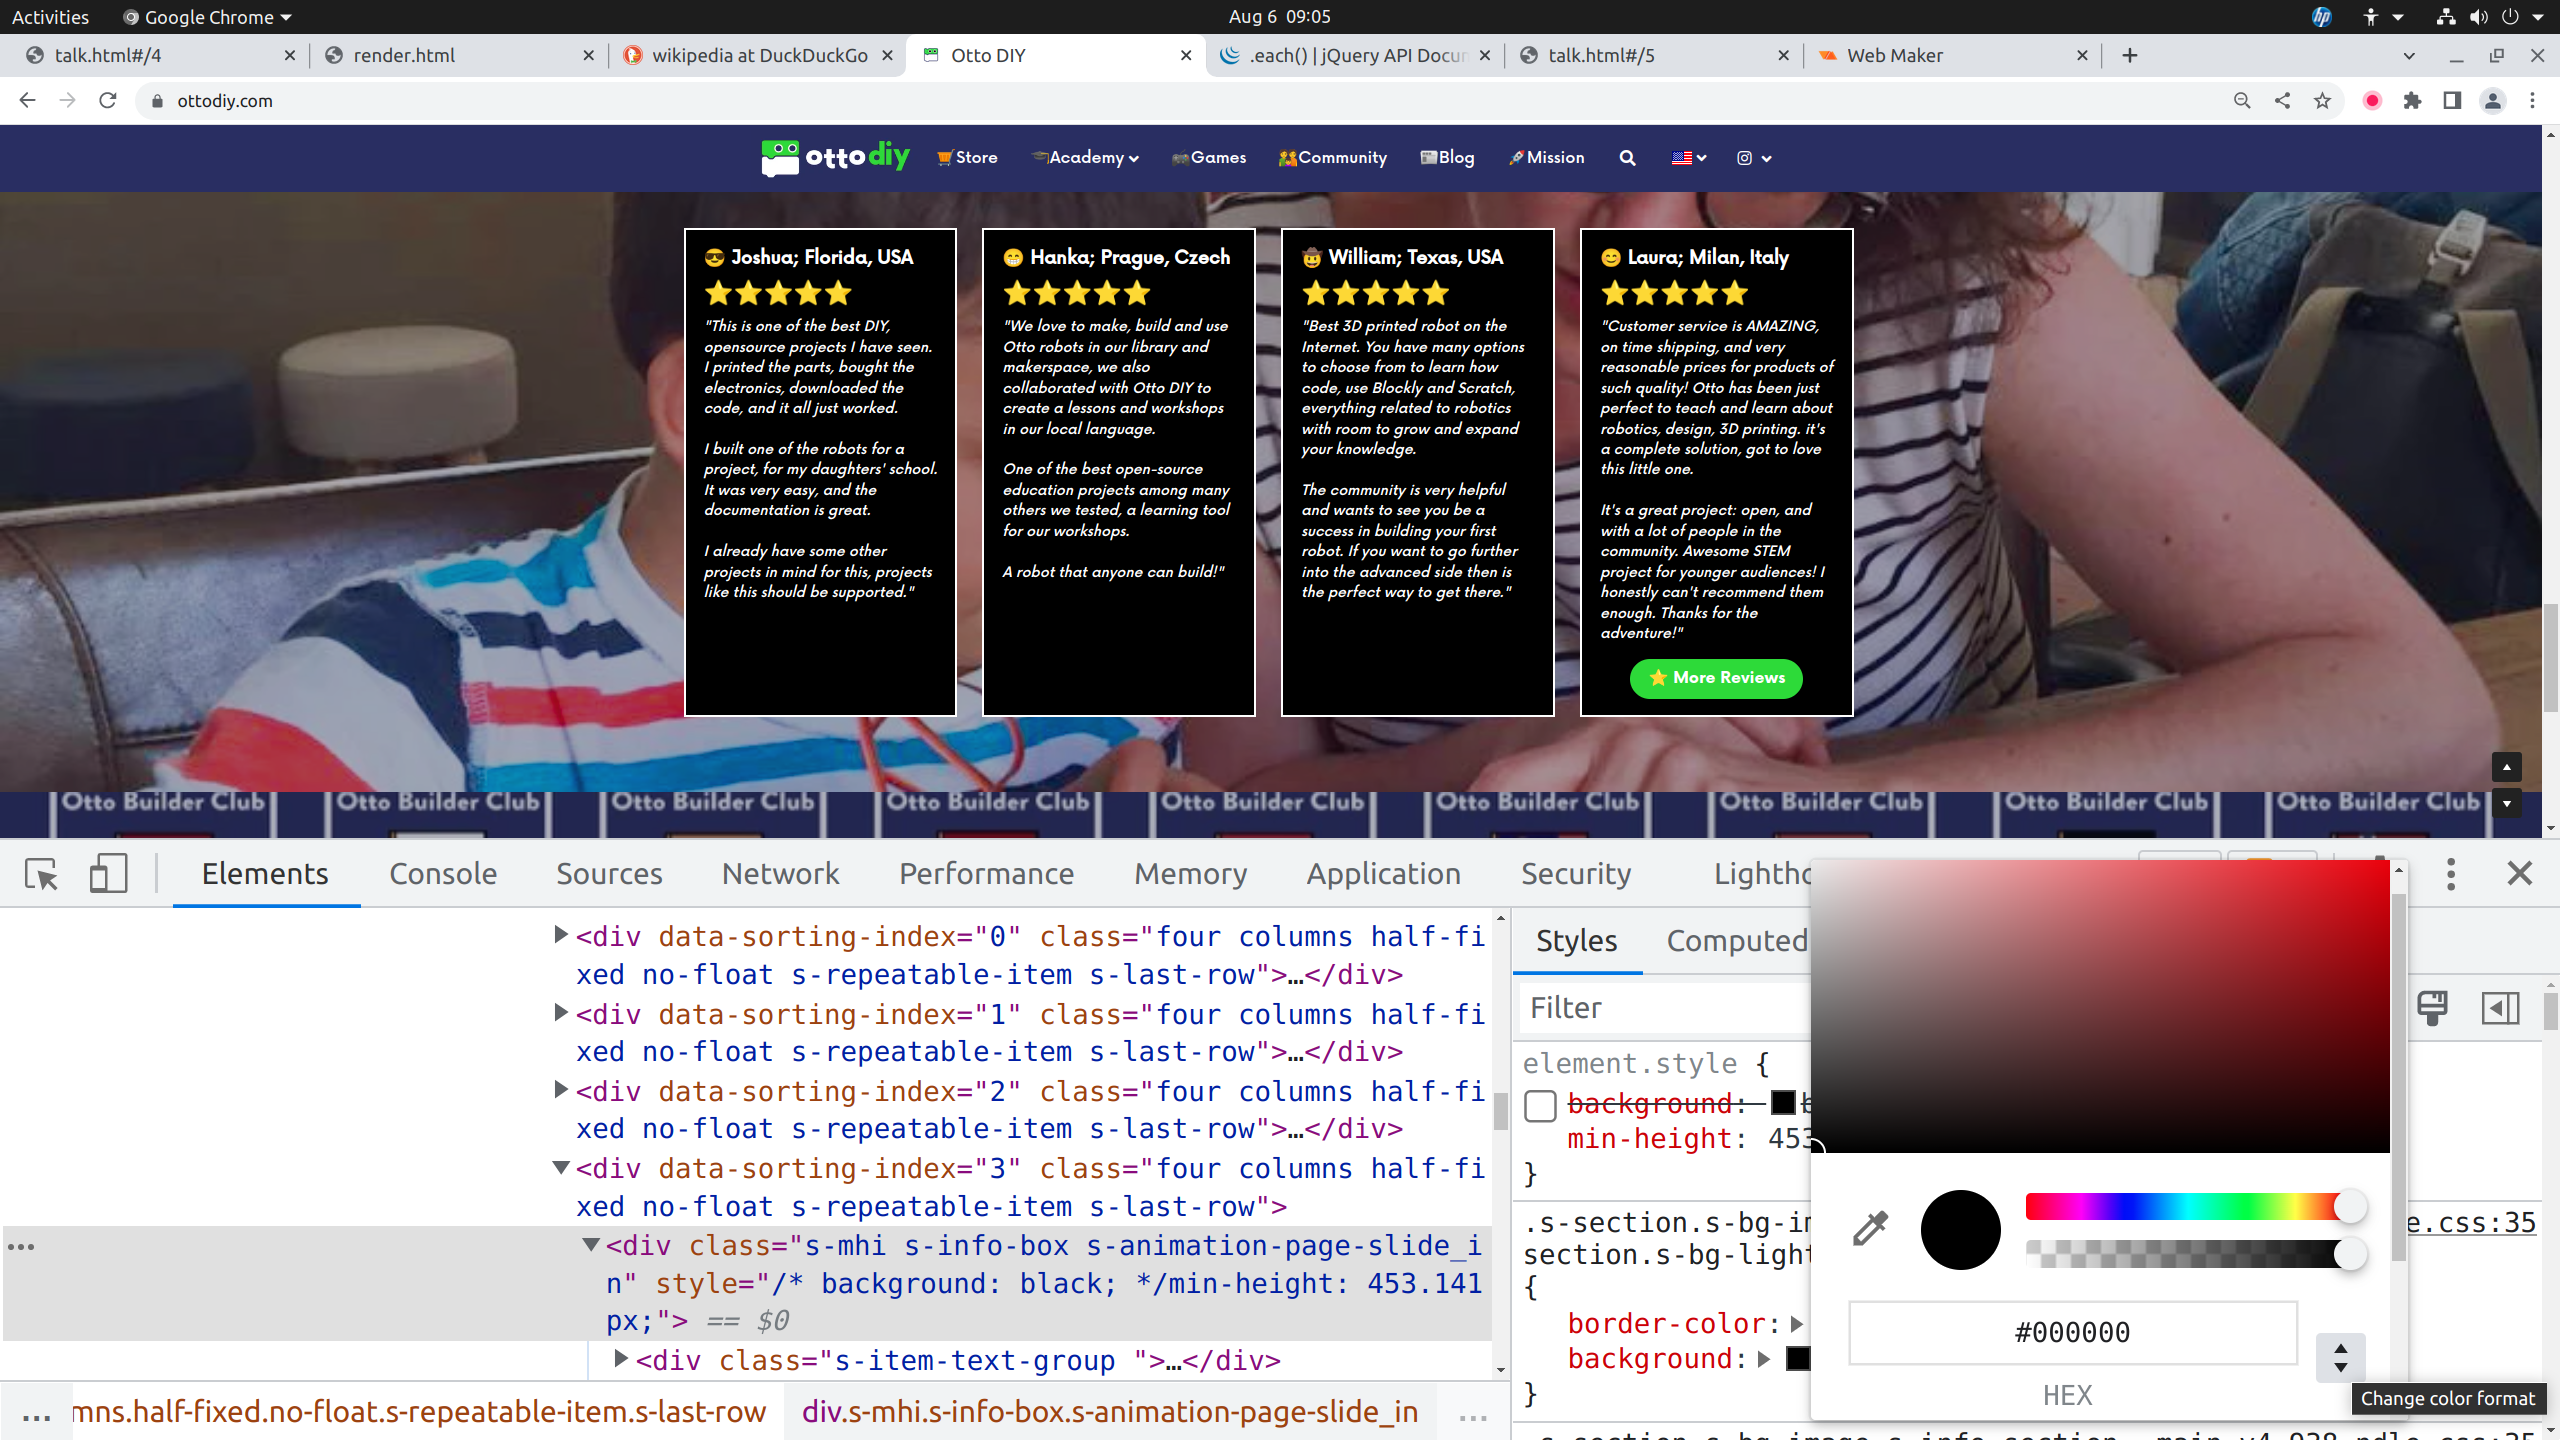 Activities
Google Chrome
Aug 6 09:05
talk.html#/4
render.html
wikipedia at DuckDuckGo
Otto DIY
.each() | jQuery API Docum
talk.html#/5
Web Maker
ottodiy.com
otto diy
Store
Academy
Games
Community
Blog
Mission
Joshua; Florida, USA
"This is one of the best DIY,
opensource projects I have seen.
I printed the parts, bought the
electronics, downloaded the
code, and it all just worked.
I built one of the robots for a
project, for my daughters' school.
It was very easy, and the
documentation is great.
I already have some other
projects in mind for this, projects
like this should be supported."
Hanka; Prague, Czech
"We love to make, build and use
Otto robots in our library and
makerspace, we also
collaborated with Otto DIY to
create a lessons and workshops
in our local language.
One of the best open-source
education projects among many
others we tested, a learning tool
for our workshops.
A robot that anyone can build!"
William; Texas, USA
"Best 3D printed robot on the
Internet. You have many options
to choose from to learn how
code, use Blockly and Scratch,
everything related to robotics
with room to grow and expand
your knowledge.
The community is very helpful
and wants to see you be a
success in building your first
robot. If you want to go further
into the advanced side then is
the perfect way to get there."
Laura; Milan, Italy
"Customer service is AMAZING,
on time shipping, and very
reasonable prices for products of
such quality! Otto has been just
perfect to teach and learn about
robotics, design, 3D printing. it's
a complete solution, got to love
this little one.
It's a great project: open, and
with a lot of people in the
community. Awesome STEM
project for younger audiences! I
honestly can't recommend them
enough. Thanks for the
adventure!"
More Reviews
Otto Builder Club
Otto Builder Club
Otto Builder Club
Otto Builder Club
Otto Builder Club
Otto Builder Club
Otto Builder Club
Otto Builder Club
Otto Builder Club
Elements
Console
Sources
Network
Performance
Memory
Application
Security
Lightho
<div data-sorting-index="0" class="four columns half-fi
xed no-float s-repeatable-item s-last-row">…</div>
<div data-sorting-index="1" class="four columns half-fi
xed no-float s-repeatable-item s-last-row">…</div>
<div data-sorting-index="2" class="four columns half-fi
xed no-float s-repeatable-item s-last-row">…</div>
<div data-sorting-index="3" class="four columns half-fi
xed no-float s-repeatable-item s-last-row">
<div class="s-mhi s-info-box s-animation-page-slide_i
n" style="/* background: black; */min-height: 453.141
px;"> == $0
<div class="s-item-text-group ">…</div>
... mns.half-fixed.no-float.s-repeatable-item.s-last-row
div.s-mhi.s-info-box.s-animation-page-slide_in ...
Styles
Computed
Filter
element.style {
background: b
min-height: 453
}
.s-section.s-bg-im
e.css:35
section.s-bg-light
{
border-color:
background:
}
#000000
HEX
Change color format